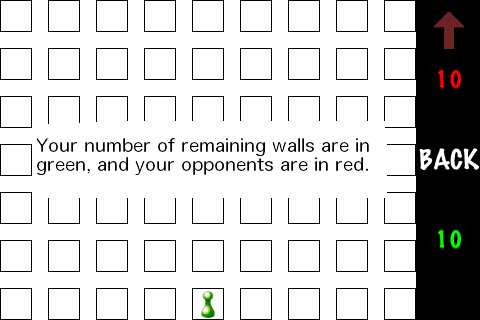 10
Your number of remaining walls are in
green, and your opponents are in red.
BACK
10